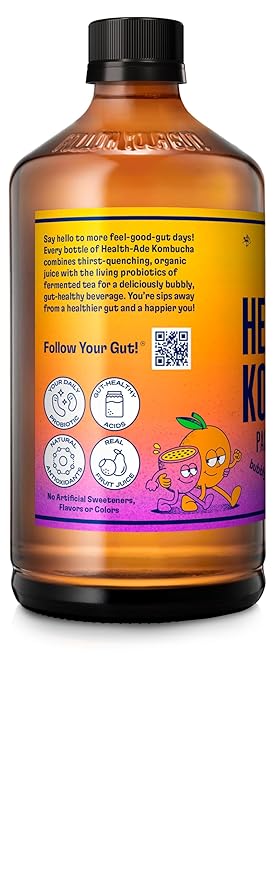 Say hello to more feel-good-gut days!
Every bottle of Health-Ade Kombucha
combines thirst-quenching, organic
juice with the living probiotics of
fermented tea for a deliciously bubbly,
gut-healthy beverage. You're sips away
from a healthier gut and a happier you!
Follow Your Gut!®
YOUR DAILY
PROBIOTIC
GUT-HEALTHY
ACIDS
NATURAL
ANTIOXIDANTS
REAL
FRUIT JUICE
No Artificial Sweeteners,
Flavors or Colors
HE
KO
PA
bubb